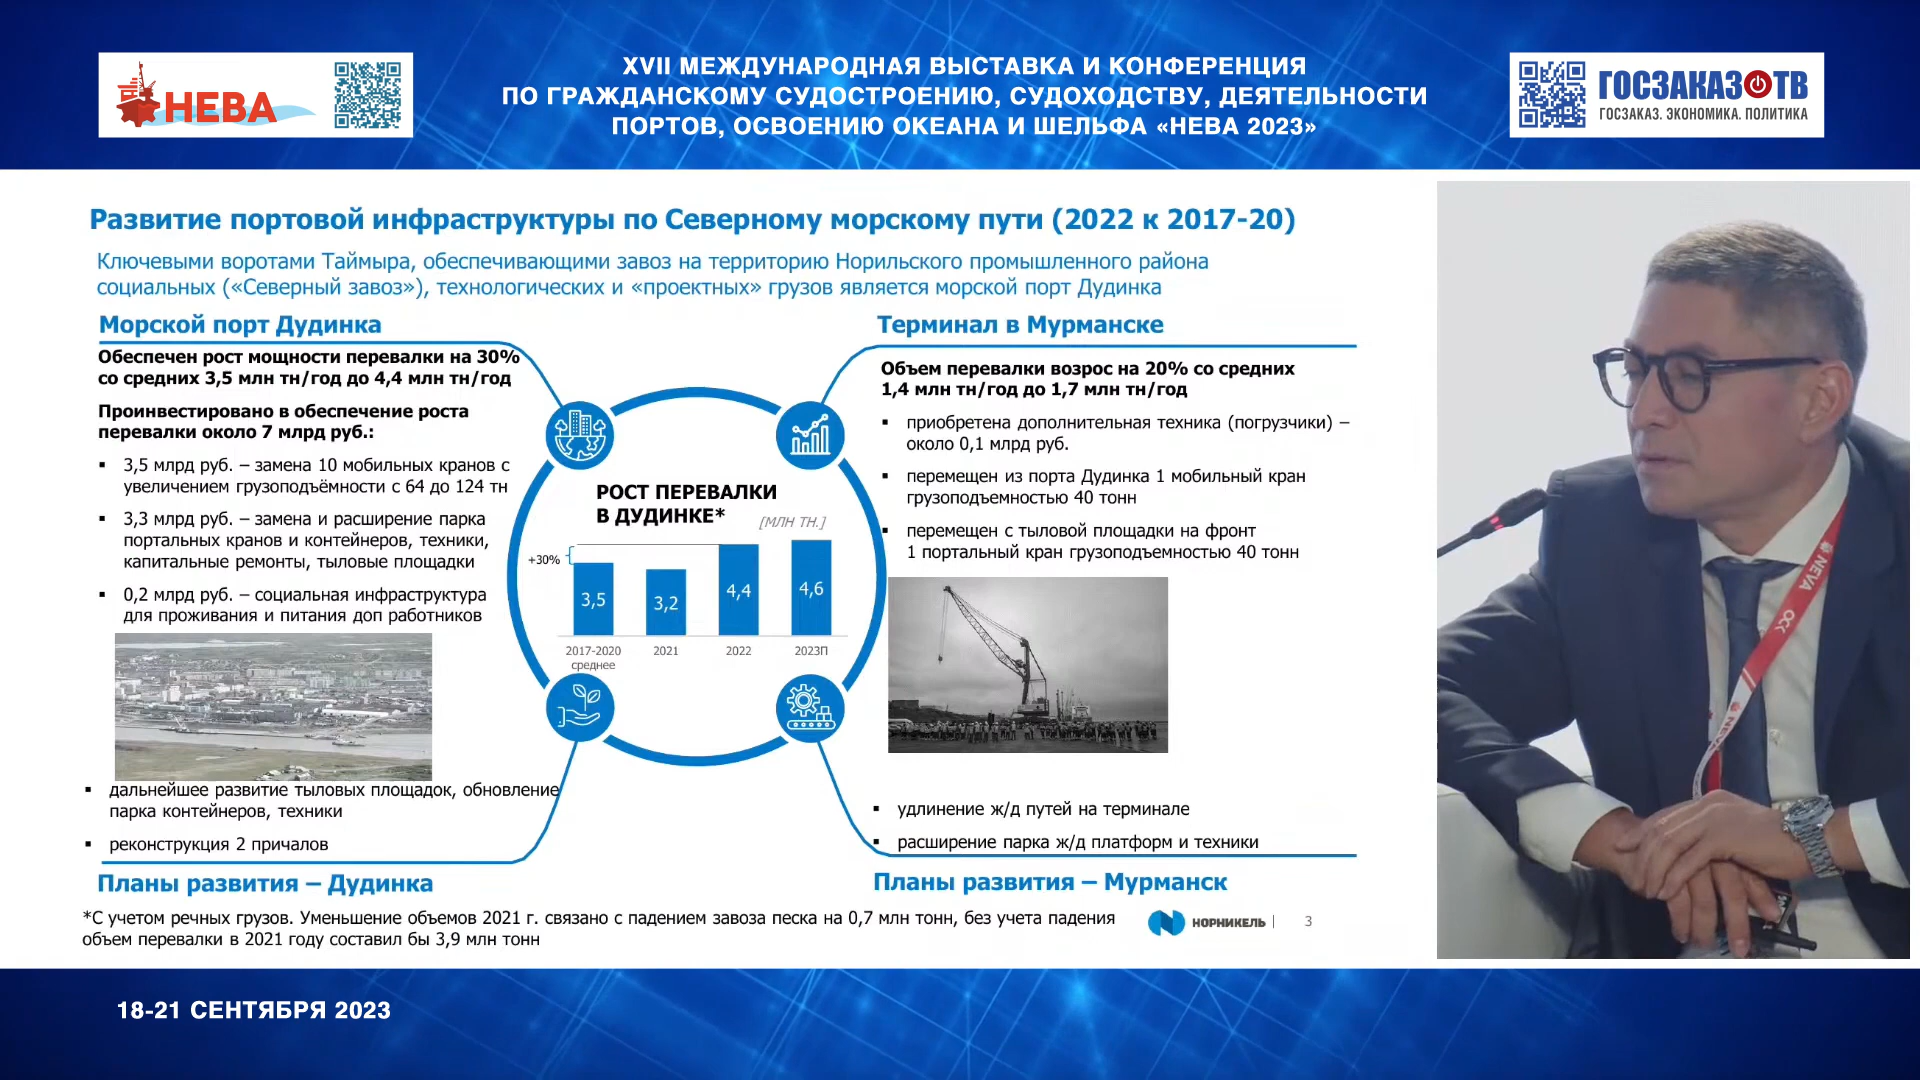 НЕВА
XVII МЕЖДУНАРОДНАЯ ВЫСТАВКА И КОНФЕРЕНЦИЯ
ПО ГРАЖДАНСКОМУ СУДОСТРОЕНИЮ, СУДОХОДСТВУ, ДЕЯТЕЛЬНОСТИ
ПОРТОВ, ОСВОЕНИЮ ОКЕАНА И ШЕЛЬФА «НЕВА 2023»
ГОСЗАКАЗ ТВ
ГОСЗАКАЗ. ЭКОНОМИКА. ПОЛИТИКА
Развитие портовой инфраструктуры по Северному морскому пути (2022 к 2017-20)
Ключевыми воротами Таймыра, обеспечивающими завоз на территорию Норильского промышленного района
социальных («Северный завоз»), технологических и «проектных» грузов является морской порт Дудинка
Морской порт Дудинка
Обеспечен рост мощности перевалки на 30%
со средних 3,5 млн тн/год до 4,4 млн тн/год
Проинвестировано в обеспечение роста
перевалки около 7 млрд руб.:
▪ 3,5 млрд руб. – замена 10 мобильных кранов с
увеличением грузоподъёмности с 64 до 124 тн
▪ 3,3 млрд руб. – замена и расширение парка
портальных кранов и контейнеров, техники,
капитальные ремонты, тыловые площадки
▪ 0,2 млрд руб. – социальная инфраструктура
для проживания и питания доп работников
▪ дальнейшее развитие тыловых площадок, обновление
парка контейнеров, техники
▪ реконструкция 2 причалов
Планы развития – Дудинка
РОСТ ПЕРЕВАЛКИ
В ДУДИНКЕ*
[МЛН ТН.]
+30%
3,5
3,2
4,4
4,6
2017-2020
среднее
2021
2022
2023П
Терминал в Мурманске
Объем перевалки возрос на 20% со средних
1,4 млн тн/год до 1,7 млн тн/год
▪ приобретена дополнительная техника (погрузчики) –
около 0,1 млрд руб.
▪ перемещен из порта Дудинка 1 мобильный кран
грузоподъемностью 40 тонн
▪ перемещен с тыловой площадки на фронт
1 портальный кран грузоподъемностью 40 тонн
▪ удлинение ж/д путей на терминале
▪ расширение парка ж/д платформ и техники
Планы развития – Мурманск
*С учетом речных грузов. Уменьшение объемов 2021 г. связано с падением завоза песка на 0,7 млн тонн, без учета падения
объем перевалки в 2021 году составил бы 3,9 млн тонн
НОРНИКЕЛЬ | 3
NEVA
ОСК
18-21 СЕНТЯБРЯ 2023